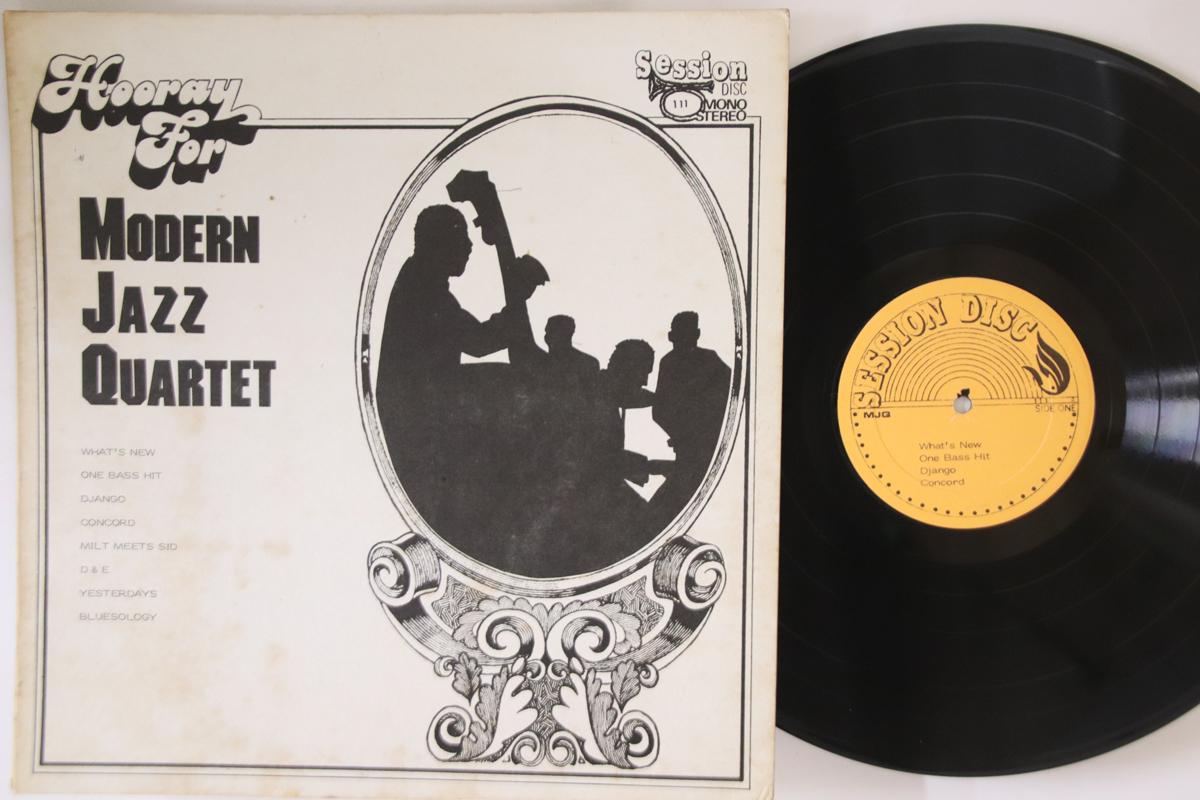 Hooray
For
MODERN
JAZZ
QUARTET
WHAT'S NEW
ONE BASS HIT
DJANGO
CONCORD
MILT MEETS SID
D & E
YESTERDAYS
BLUESOLOGY
Session
DISC
111 MONO
STEREO
SESSION DISC
MJQ
SIDE ONE
What's New
One Bass Hit
Django
Concord